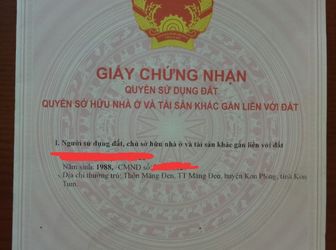 GIẤY CHỨNG NHẬN
QUYỀN SỬ DỤNG ĐẤT
QUYỀN SỞ HỮU NHÀ Ở VÀ TÀI SẢN KHÁC GẮN LIỀN VỚI ĐẤT
I. Người sử dụng đất, chủ sở hữu nhà ở và tài sản khác gắn liền với đất
Năm sinh: 1988, CMND số:
Địa chỉ thường trú: Thôn Măng Đen, TT Măng Đen, huyện Kon Plông, tỉnh Kon
Tum.